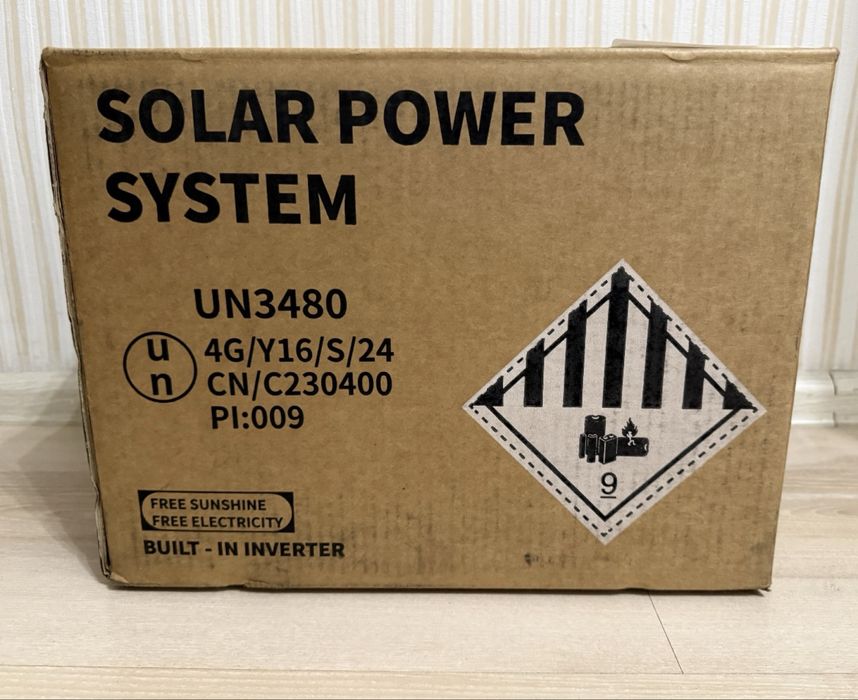 SOLAR POWER
SYSTEM
UN3480
un
4G/Y16/S/24
CN/C230400
PI:009
FREE SUNSHINE
FREE ELECTRICITY
BUILT - IN INVERTER
9